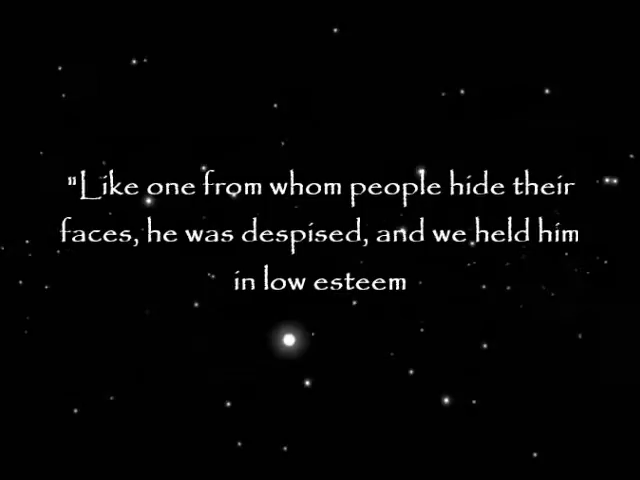 "Like one from whom people hide their
faces, he was despised, and we held him
in low esteem